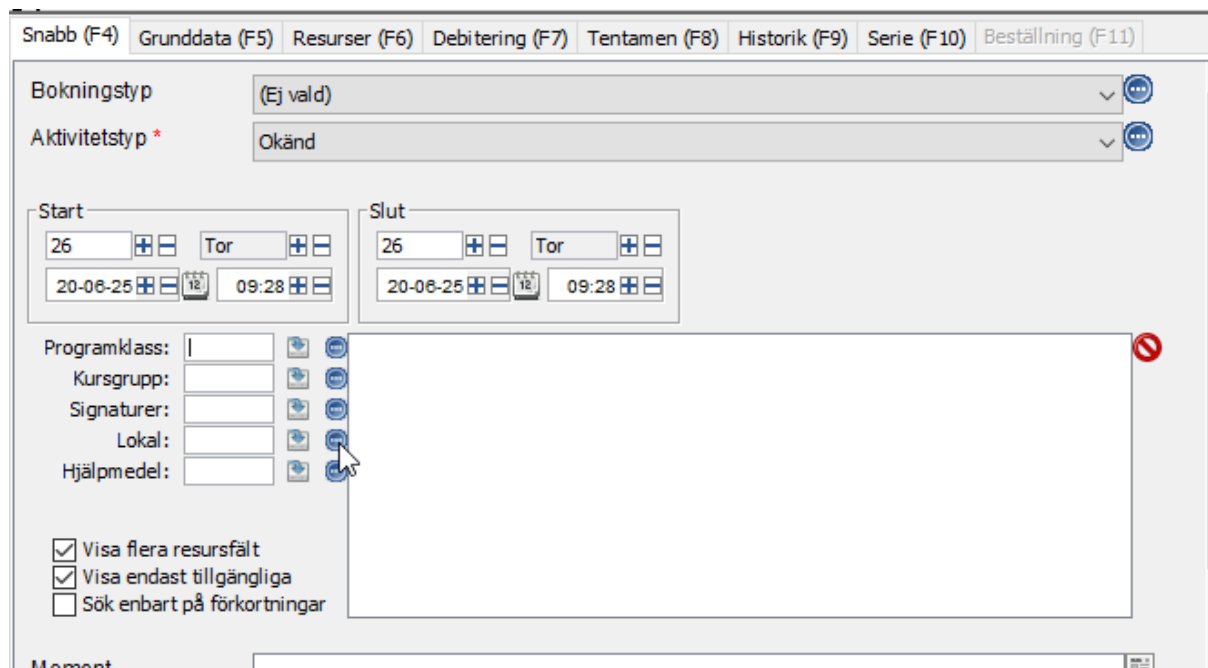 Snabb (F4) Grunddata (F5) Resurser (F6) Debitering (F7) Tentamen (F8) Historik (F9) Serie (F10) Beställning (F11)
Bokningstyp (Ej vald)
Aktivitetstyp * Okänd
Start Slut
26 Tor 26 Tor
20-06-25 12 09:28 20-06-25 12 09:28
Programklass:
Kursgrupp:
Signaturer:
Lokal:
Hjälpmedel:
Visa flera resursfält
Visa endast tillgängliga
Sök enbart på förkortningar
Moment